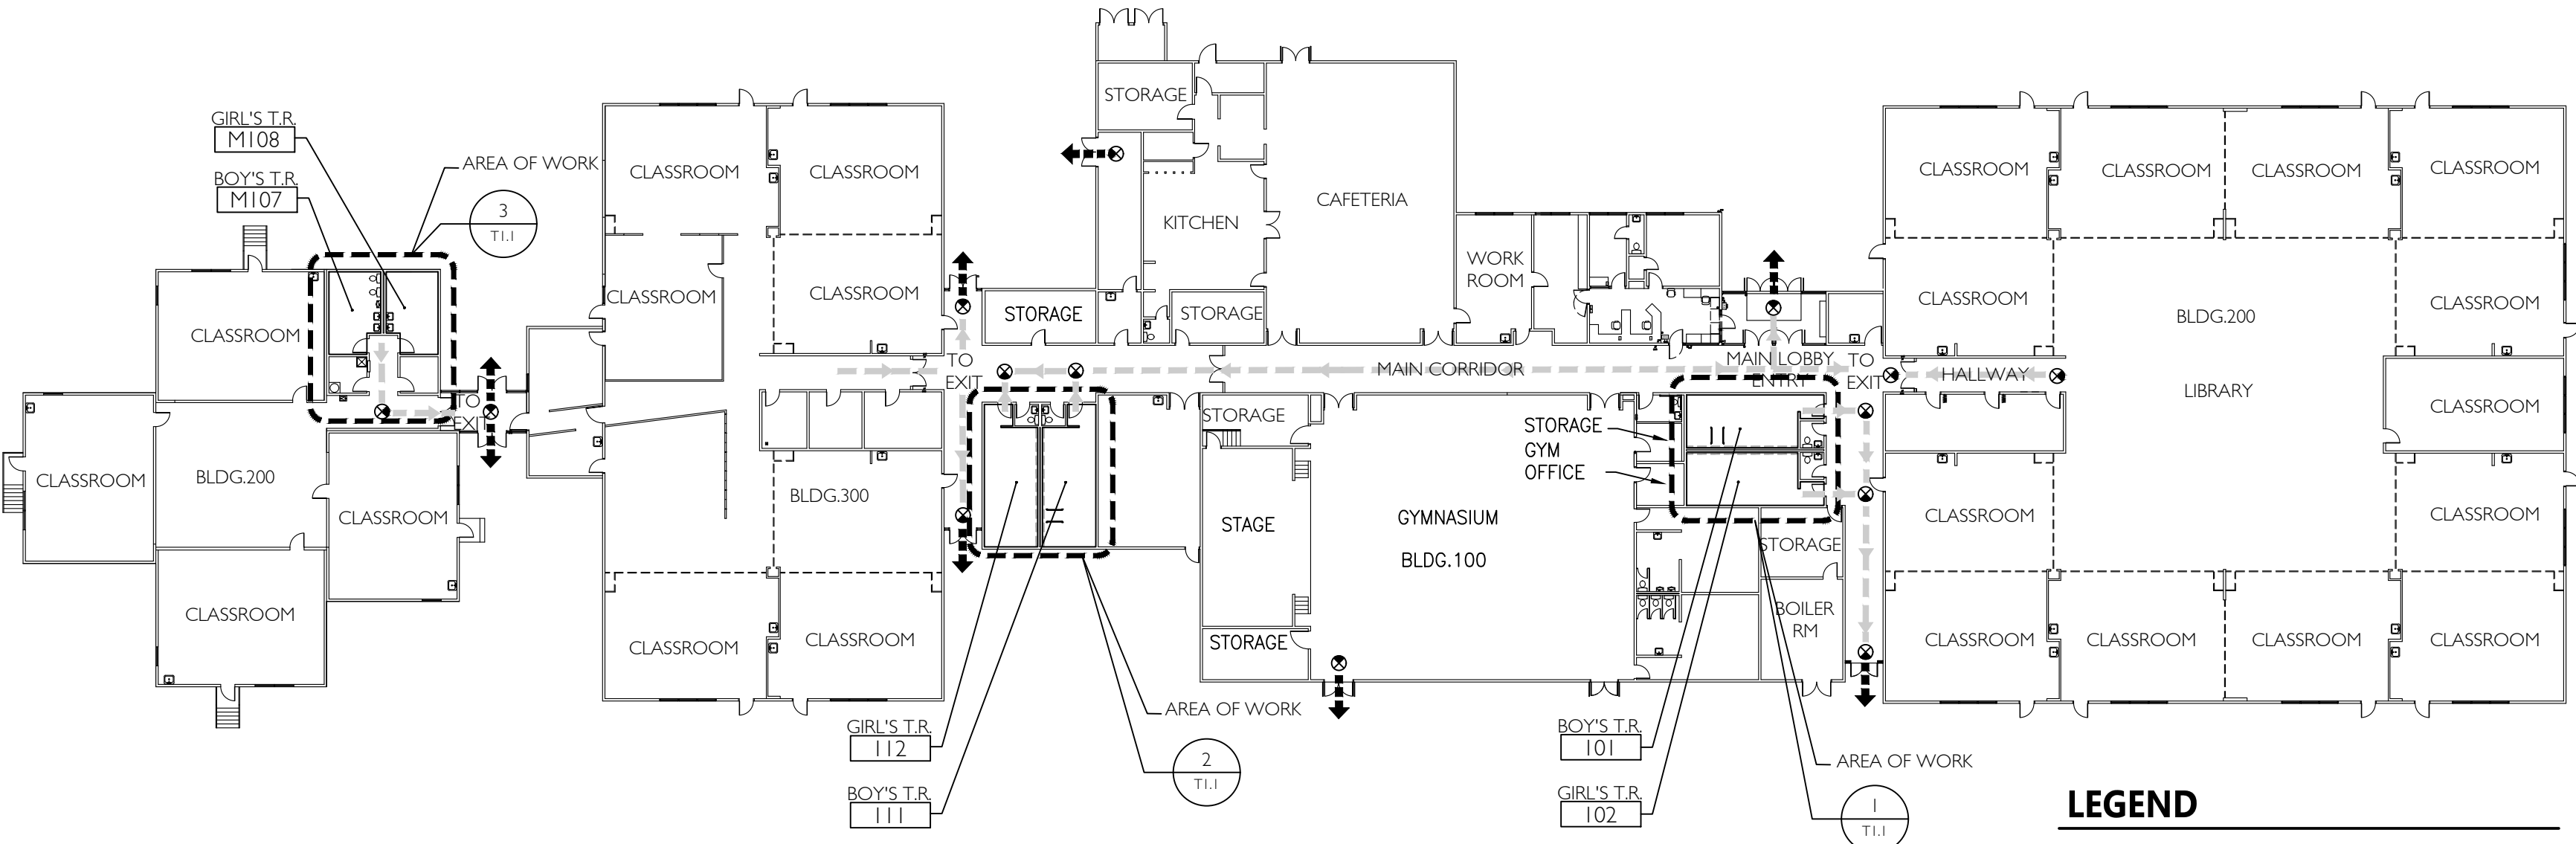 GIRL'S T.R.
M108
BOY'S T.R.
M107
AREA OF WORK
3
T1.1
CLASSROOM
CLASSROOM
BLDG.200
CLASSROOM
CLASSROOM
TO
EXIT
CLASSROOM
CLASSROOM
CLASSROOM
CLASSROOM
BLDG.300
CLASSROOM
CLASSROOM
TO
EXIT
STORAGE
STORAGE
KITCHEN
STORAGE
CAFETERIA
WORK
ROOM
MAIN CORRIDOR
MAIN LOBBY
ENTRY
TO
EXIT
HALLWAY
STORAGE
STAGE
STORAGE
GYMNASIUM
BLDG.100
STORAGE
GYM
OFFICE
STORAGE
BOILER
RM
GIRL'S T.R.
112
BOY'S T.R.
111
AREA OF WORK
2
T1.1
BOY'S T.R.
101
GIRL'S T.R.
102
AREA OF WORK
1
T1.1
CLASSROOM
CLASSROOM
CLASSROOM
CLASSROOM
CLASSROOM
BLDG.200
CLASSROOM
LIBRARY
CLASSROOM
CLASSROOM
CLASSROOM
CLASSROOM
CLASSROOM
CLASSROOM
CLASSROOM
LEGEND